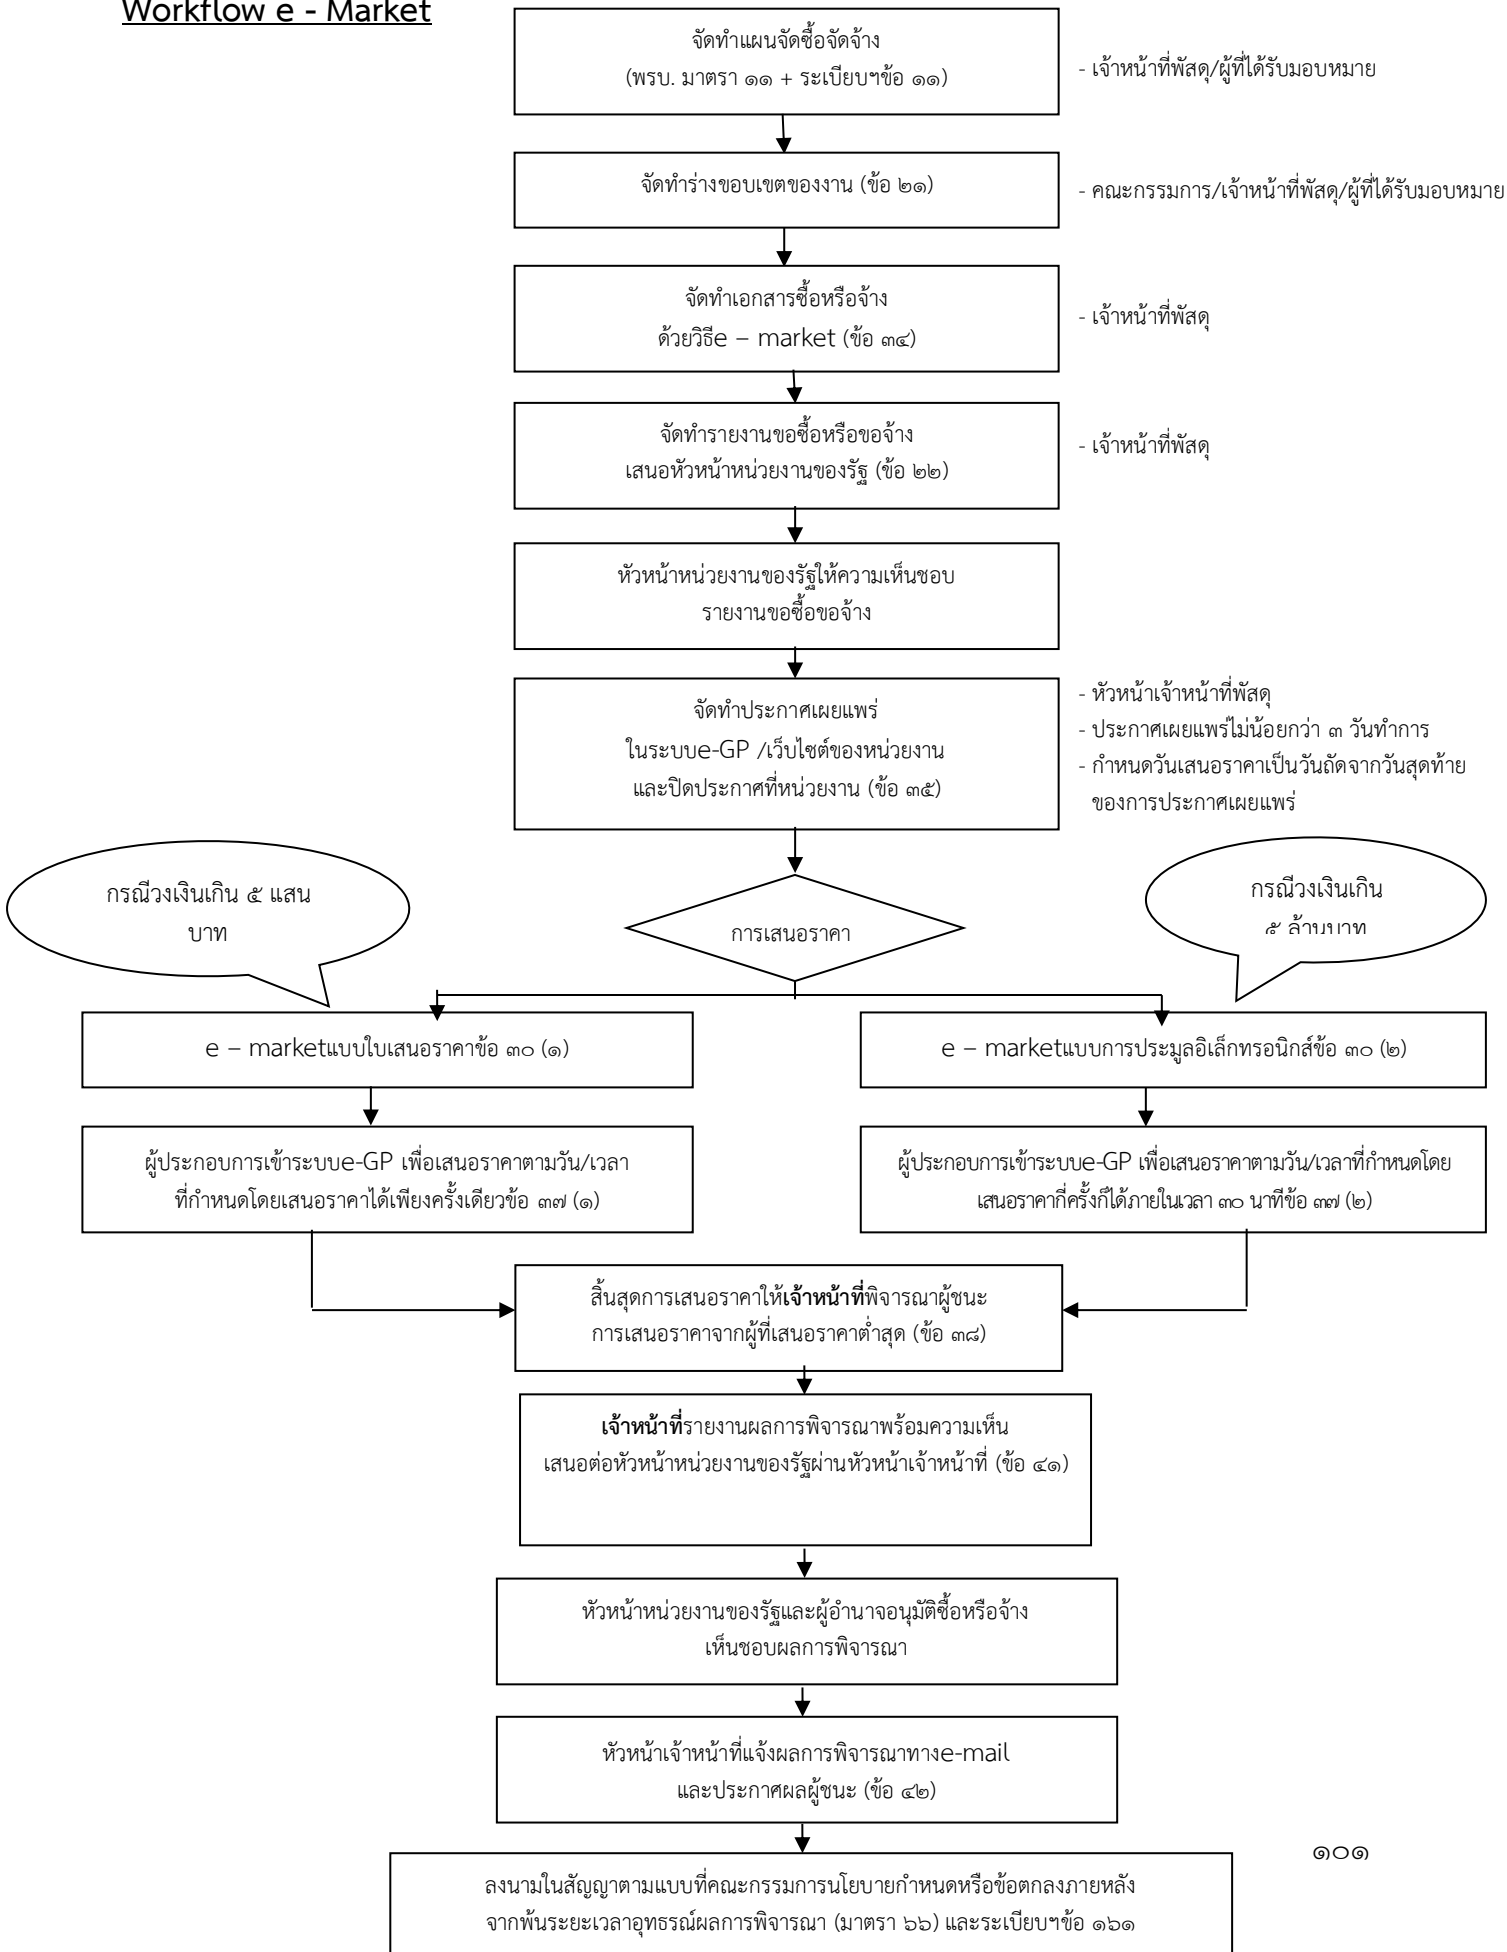 Workflow e - Market
จัดทำแผนจัดซื้อจัดจ้าง
(พรบ. มาตรา ๑๑ + ระเบียบฯข้อ ๑๑)
- เจ้าหน้าที่พัสดุ/ผู้ที่ได้รับมอบหมาย
จัดทำร่างขอบเขตของงาน (ข้อ ๒๑)
- คณะกรรมการ/เจ้าหน้าที่พัสดุ/ผู้ที่ได้รับมอบหมาย
จัดทำเอกสารซื้อหรือจ้าง
ด้วยวิธีe – market (ข้อ ๓๔)
- เจ้าหน้าที่พัสดุ
จัดทำรายงานขอซื้อหรือขอจ้าง
เสนอหัวหน้าหน่วยงานของรัฐ (ข้อ ๒๒)
- เจ้าหน้าที่พัสดุ
หัวหน้าหน่วยงานของรัฐให้ความเห็นชอบ
รายงานขอซื้อขอจ้าง
จัดทำประกาศเผยแพร่
ในระบบe-GP /เว็บไซต์ของหน่วยงาน
และปิดประกาศที่หน่วยงาน (ข้อ ๓๕)
- หัวหน้าเจ้าหน้าที่พัสดุ
- ประกาศเผยแพร่ไม่น้อยกว่า ๓ วันทำการ
- กำหนดวันเสนอราคาเป็นวันถัดจากวันสุดท้าย
ของการประกาศเผยแพร่
กรณีวงเงินเกิน ๕ แสน
บาท
การเสนอราคา
กรณีวงเงินเกิน
๕ ล้านบาท
e – marketแบบใบเสนอราคาข้อ ๓๐ (๑)
e – marketแบบการประมูลอิเล็กทรอนิกส์ข้อ ๓๐ (๒)
ผู้ประกอบการเข้าระบบe-GP เพื่อเสนอราคาตามวัน/เวลา
ที่กำหนดโดยเสนอราคาได้เพียงครั้งเดียวข้อ ๓๗ (๑)
ผู้ประกอบการเข้าระบบe-GP เพื่อเสนอราคาตามวัน/เวลาที่กำหนดโดย
เสนอราคากี่ครั้งก็ได้ภายในเวลา ๓๐ นาทีข้อ ๓๗ (๒)
สิ้นสุดการเสนอราคาให้เจ้าหน้าที่พิจารณาผู้ชนะ
การเสนอราคาจากผู้ที่เสนอราคาต่ำสุด (ข้อ ๓๘)
เจ้าหน้าที่รายงานผลการพิจารณาพร้อมความเห็น
เสนอต่อหัวหน้าหน่วยงานของรัฐผ่านหัวหน้าเจ้าหน้าที่ (ข้อ ๔๑)
หัวหน้าหน่วยงานของรัฐและผู้อำนาจอนุมัติซื้อหรือจ้าง
เห็นชอบผลการพิจารณา
หัวหน้าเจ้าหน้าที่แจ้งผลการพิจารณาทางe-mail
และประกาศผลผู้ชนะ (ข้อ ๔๒)
๑๐๑
ลงนามในสัญญาตามแบบที่คณะกรรมการนโยบายกำหนดหรือข้อตกลงภายหลัง
จากพ้นระยะเวลาอุทธรณ์ผลการพิจารณา (มาตรา ๖๖) และระเบียบฯข้อ ๑๖๑